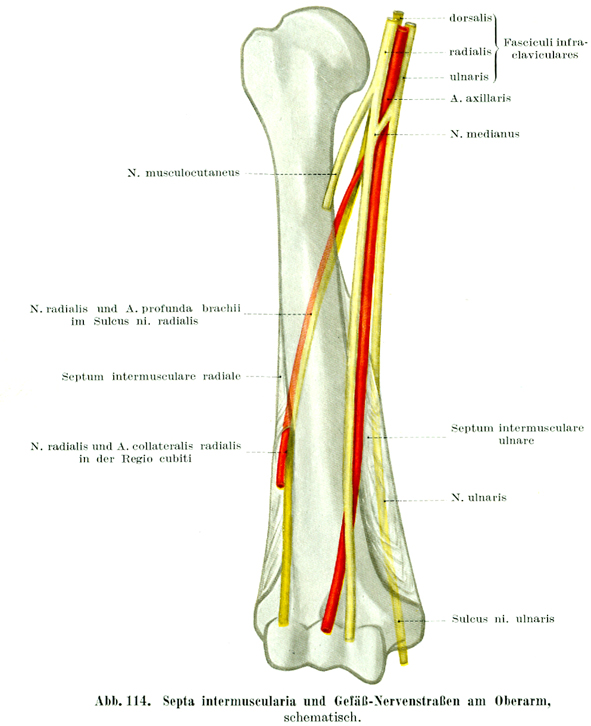 dorsalis
radialis
ulnaris
Fasciculi infra-
claviculares
A. axillaris
N. medianus
N. musculocutaneus
N. radialis und A. profunda brachii
im Sulcus ni. radialis
Septum intermusculare radiale
N. radialis und A. collateralis radialis
in der Regio cubiti
Septum intermusculare
ulnare
N. ulnaris
Sulcus ni. ulnaris
Abb. 114. Septa intermuscularia und Gefäß-Nervenstraßen am Oberarm,
schematisch.